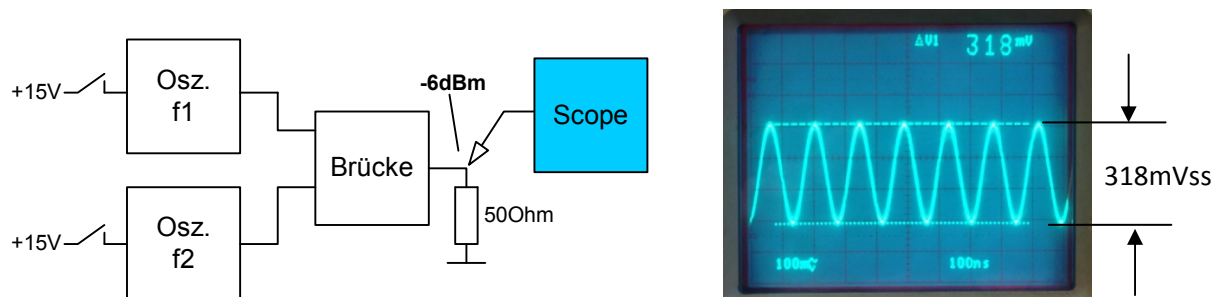 +15V
Osz.
f1
+15V
Osz.
f2
Brücke
-6dBm
50Ohm
Scope
ΔV1 318mV
100mV
100ns
318mVss